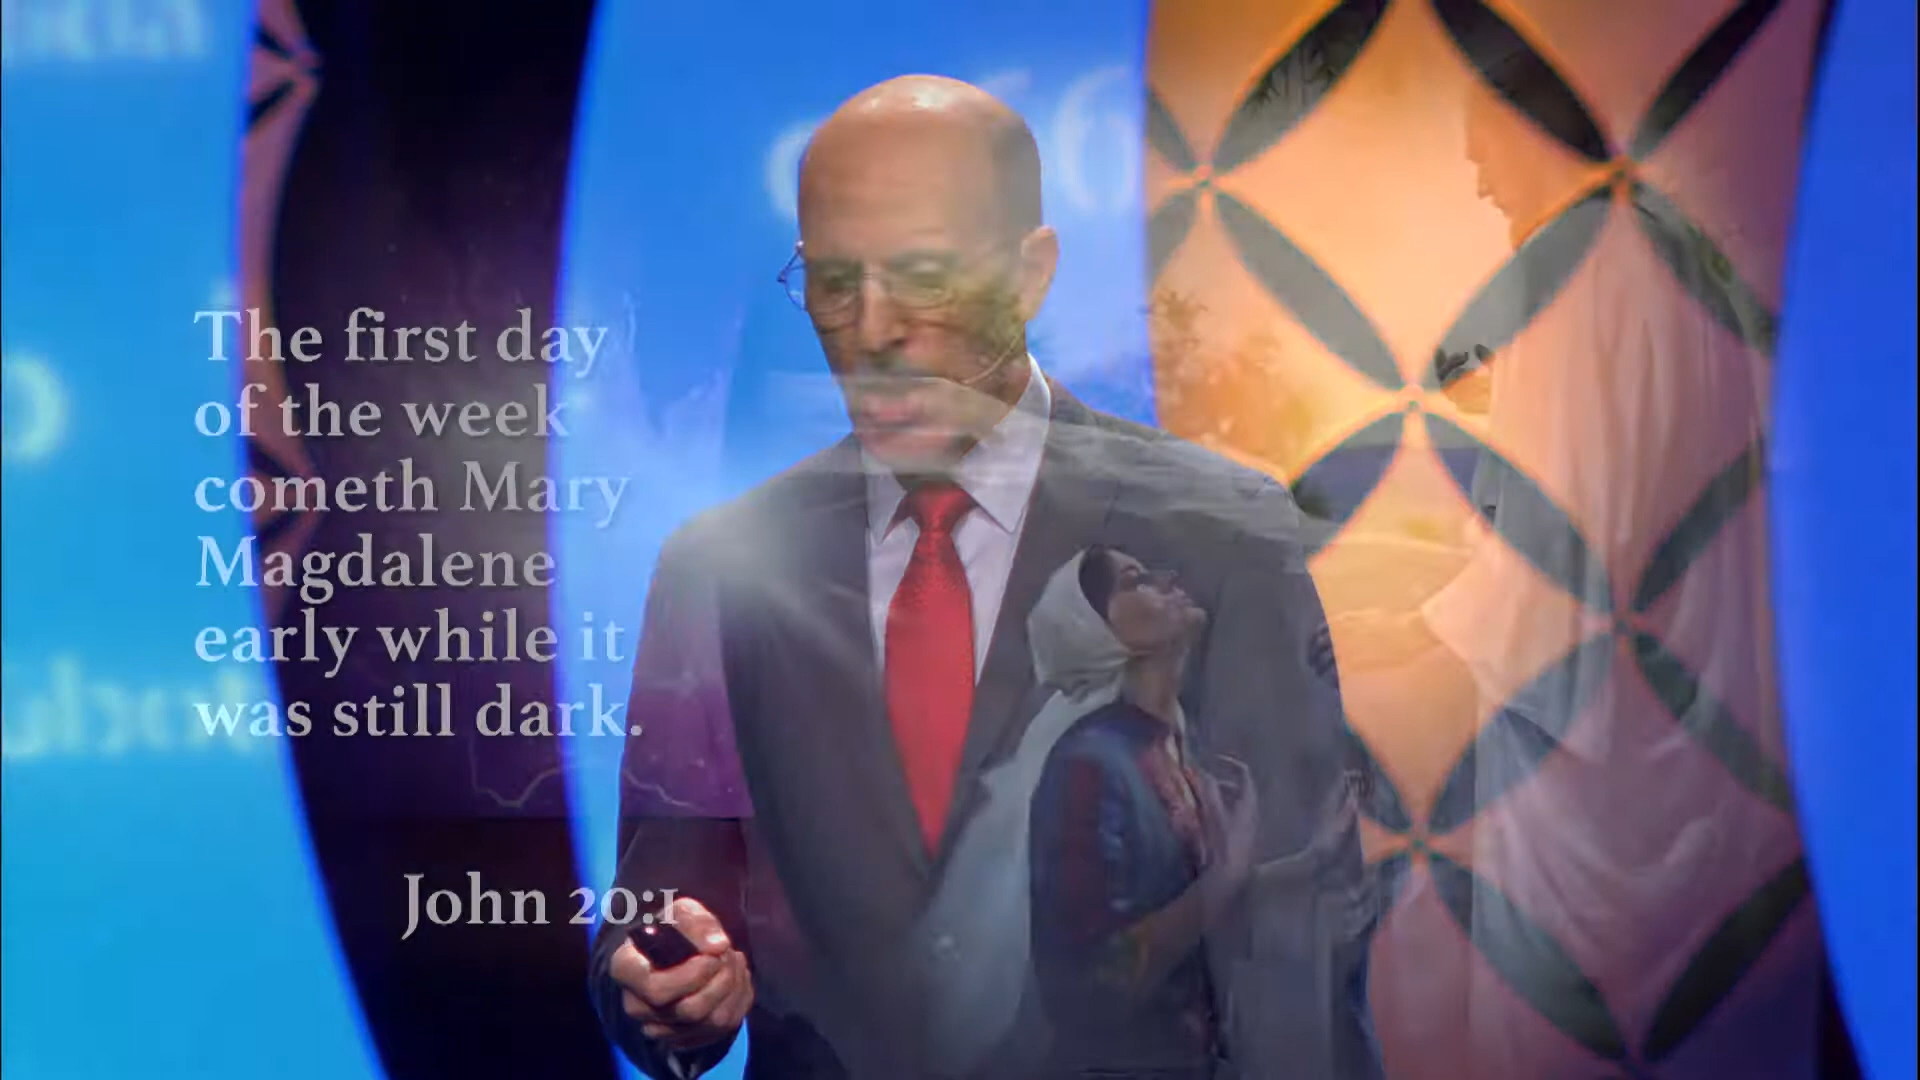 The first day
of the week
cometh Mary
Magdalene
early while it
was still dark.
John 20:1